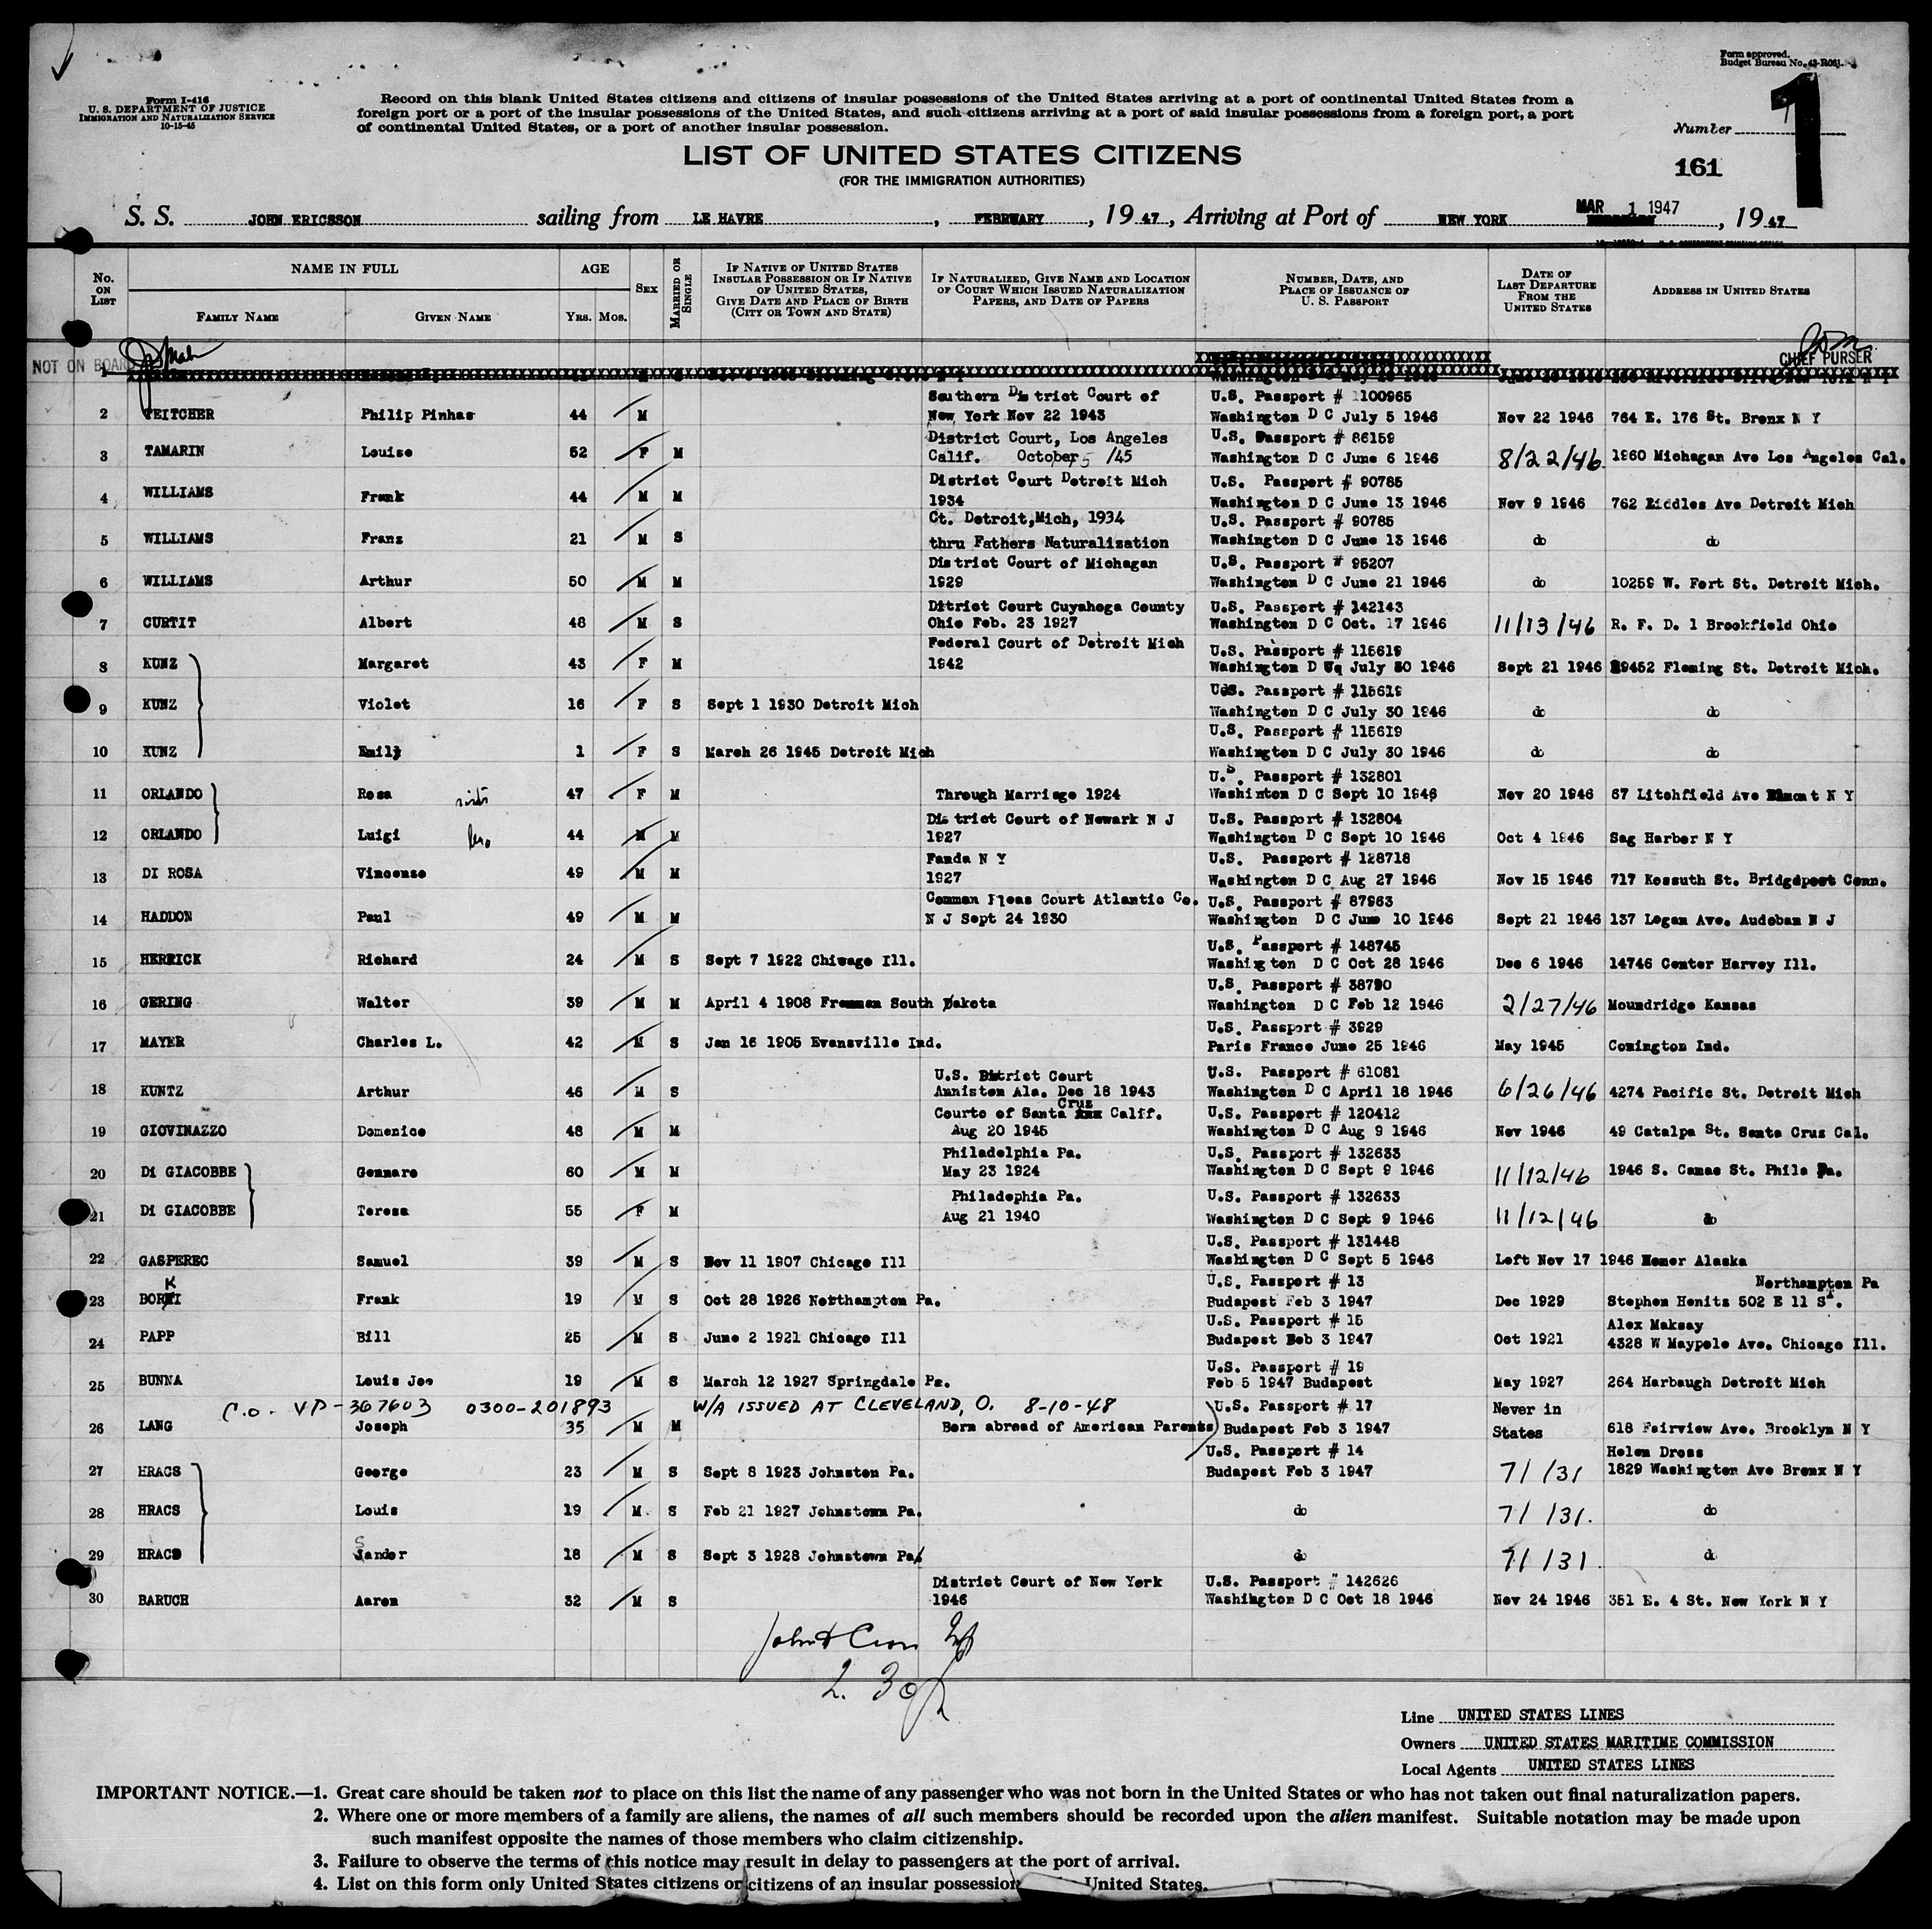 Form approved.
Budget Bureau No. 43-R061.
Form I-416
U. S. DEPARTMENT OF JUSTICE
IMMIGRATION AND NATURALIZATION SERVICE
10-15-45
Record on this blank United States citizens and citizens of insular possessions of the United States arriving at a port of continental United States from a
foreign port or a port of the insular possessions of the United States, and such citizens arriving at a port of said insular possessions from a foreign port, a port
of continental United States, or a port of another insular possession.
Number 1
LIST OF UNITED STATES CITIZENS
(FOR THE IMMIGRATION AUTHORITIES)
161
S. S. JOHN ERICSSON sailing from LE HAVRE, FEBRUARY, 19 47, Arriving at Port of NEW YORK MAR 1 1947, 19 47
No. ON LIST
NAME IN FULL
FAMILY NAME
GIVEN NAME
AGE
YRS. MOS.
SEX
MARRIED OR SINGLE
IF NATIVE OF UNITED STATES INSULAR POSSESSION OR IF NATIVE OF UNITED STATES, GIVE DATE AND PLACE OF BIRTH (CITY OR TOWN AND STATE)
IF NATURALIZED, GIVE NAME AND LOCATION OF COURT WHICH ISSUED NATURALIZATION PAPERS, AND DATE OF PAPERS
NUMBER, DATE, AND PLACE OF ISSUANCE OF U. S. PASSPORT
DATE OF LAST DEPARTURE FROM THE UNITED STATES
ADDRESS IN UNITED STATES
NOT ON BOARD
CHIEF PURSER
1
Southern District Court of U.S. Passport # 100965
2 TEITCHER Philip Pinhas 44 M New York Nov 22 1943 Washington D C July 5 1946 Nov 22 1946 764 E. 176 St. Bronx N Y
District Court, Los Angeles U.S. Passport # 86159
3 TAMARIN Louise 52 F M Calif. October 5 /45 Washington D C June 6 1946 8/22/46 1960 Michagan Ave Los Angeles Cal.
District Court Detroit Mich U.S. Passport # 90785
4 WILLIAMS Frank 44 M M 1934 Washington D C June 13 1946 Nov 9 1946 762 Riddles Ave Detroit Mich
Ct. Detroit,Mich, 1934 U.S. Passport # 90785
5 WILLIAMS Franz 21 M S thru Fathers Naturalization Washington D C June 13 1946 do do
District Court of Michagan U.S. Passport # 95207
6 WILLIAMS Arthur 50 M M 1929 Washington D C June 21 1946 do 10259 W. Fort St. Detroit Mich.
Ditrict Court Cuyahoga County U.S. Passport # 142143
7 CURTIT Albert 48 M S Ohio Feb. 23 1927 Washington D C Oct. 17 1946 11/13/46 R. F. D. 1 Brookfield Ohio
Federal Court of Detroit Mich U.S. Passport # 115619
8 KUNZ Margaret 43 F M 1942 Washington D July 30 1946 Sept 21 1946 29452 Fleming St. Detroit Mich.
U.S. Passport # 115619
9 KUNZ Violet 16 F S Sept 1 1930 Detroit Mich Washington D C July 30 1946 do do
U.S. Passport # 115619
10 KUNZ Emily 1 F S March 26 1945 Detroit Mich Washington D C July 30 1946 do do
U.S. Passport # 132801
11 ORLANDO Rosa 47 F M Through Marriage 1924 Washinton D C Sept 10 1946 Nov 20 1946 67 Litchfield Ave Elmont N Y
District Court of Newark N J U.S. Passport # 132804
12 ORLANDO Luigi 44 M M 1927 Washington D C Sept 10 1946 Oct 4 1946 Sag Harbor N Y
Fanda N Y U.S. Passport # 128718
13 DI ROSA Vincenzo 49 M M 1927 Washington D C Aug 27 1946 Nov 15 1946 717 Kossuth St. Bridgepost Conn.
Common Pleas Court Atlantic Co. U.S. Passport # 87963
14 HADDON Paul 49 M M N J Sept 24 1930 Washington D C June 10 1946 Sept 21 1946 137 Logan Ave. Audoban N J
U.S. Passport # 148745
15 HERRICK Richard 24 M S Sept 7 1922 Chicago Ill. Washington D C Oct 28 1946 Dec 6 1946 14746 Center Harvey Ill.
U.S. Passport # 38790
16 GERING Walter 39 M M April 4 1908 Freeman South Dakota Washington D C Feb 12 1946 2/27/46 Moundridge Kansas
U.S. Passport # 3929
17 MAYER Charles L. 42 M S Jan 16 1905 Evansville Ind. Paris France June 25 1946 May 1945 Conington Ind.
U.S. District Court U.S. Passport # 61081
18 KUNTZ Arthur 46 M S Anniston Ala. Dec 18 1943 Washington D C April 18 1946 6/26/46 4274 Pacific St. Detroit Mich
Courto of Santa Cruz Calif. U.S. Passport # 120412
19 GIOVINAZZO Domenico 48 M M Aug 20 1945 Washington D C Aug 9 1946 Nov 1946 49 Catalpa St. Santa Cruz Cal.
Philadelphia Pa. U.S. Passport # 132633
20 Di GIACOBBE Gennaro 60 M M May 23 1924 Washington D C Sept 9 1946 11/12/46 1946 S. Camac St. Phila Pa.
Philadephia Pa. U.S. Passport # 132633
21 Di GIACOBBE Teresa 55 F M Aug 21 1940 Washington D C Sept 9 1946 11/12/46 do
U.S. Passport # 131448
22 GASPEREC Samuel 39 M S Nov 11 1907 Chicago Ill Washington D C Sept 5 1946 Left Nov 17 1946 Homer Alaska
U.S. Passport # 13 Northampton Pa
23 BORKI Frank 19 M S Oct 28 1926 Northampton Pa. Budapest Feb 3 1947 Dec 1929 Stephen Henits 502 E 11 St.
U.S. Passport # 15 Alex Maksay
24 PAPP Bill 25 M S June 2 1921 Chicago Ill Budapest Feb 3 1947 Oct 1921 4328 W Maypole Ave. Chicago Ill.
U.S. Passport # 19
25 BUNNA Louis Joe 19 M S March 12 1927 Springdale Pa. Feb 5 1947 Budapest May 1927 264 Harbaugh Detroit Mich
C.O. - VP-367603 0300-201893 W/A ISSUED AT CLEVELAND, O. 8-10-48 U.S. Passport # 17 Never in
26 LANG Joseph 35 M M Born abroad of American Parents Budapest Feb 3 1947 States 618 Fairview Ave. Brooklyn N Y
U.S. Passport # 14 Helen Dross
27 HRACS George 23 M S Sept 8 1923 Johnston Pa. Budapest Feb 3 1947 7/ /31 1829 Washington Ave Bronx N Y
28 HRACS Louis 19 M. S Feb 21 1927 Johnstown Pa. do 7/ /31. do
29 HRACS Sandor 18 M S Sept 3 1928 Johnstown Pa. do 7/ /31. do
District Court of New York U.S. Passport # 142626
30 BARUCH Aaron 32 M S 1946 Washington D C Oct 18 1946 Nov 24 1946 351 E. 4 St. New York N Y
Line UNITED STATES LINES
Owners UNITED STATES MARITIME COMMISSION
Local Agents UNITED STATES LINES
IMPORTANT NOTICE.—1. Great care should be taken not to place on this list the name of any passenger who was not born in the United States or who has not taken out final naturalization papers.
2. Where one or more members of a family are aliens, the names of all such members should be recorded upon the alien manifest. Suitable notation may be made upon
such manifest opposite the names of those members who claim citizenship.
3. Failure to observe the terms of this notice may result in delay to passengers at the port of arrival.
4. List on this form only United States citizens or citizens of an insular possession United States.